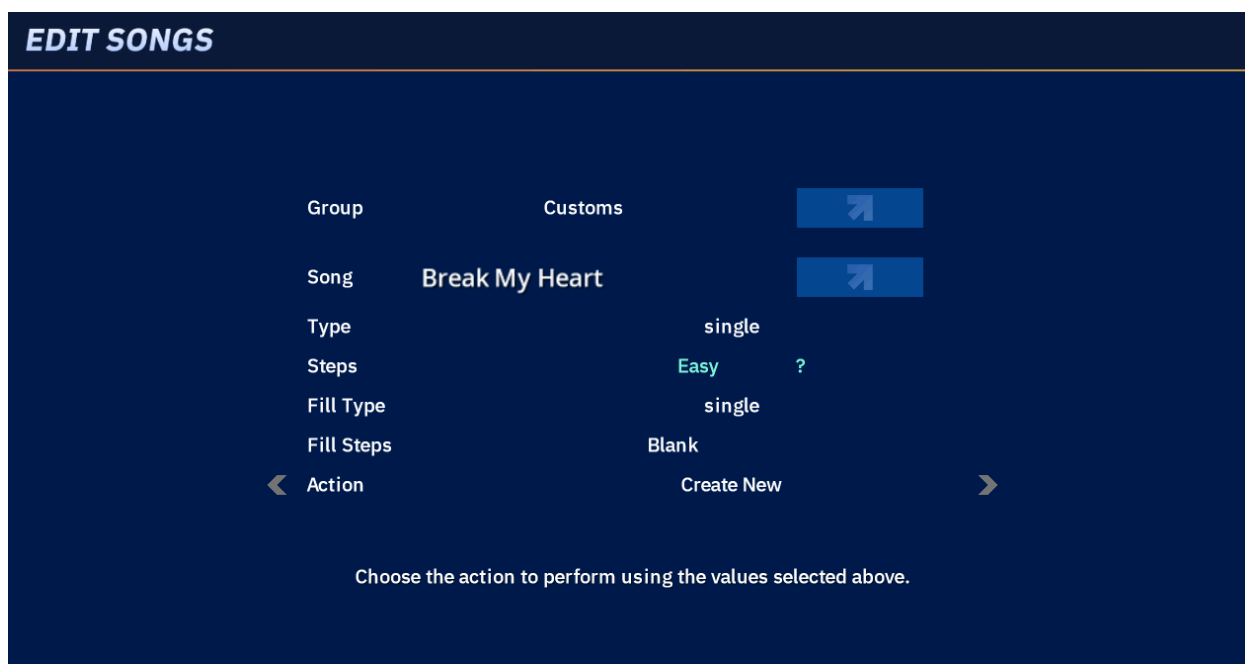 EDIT SONGS
Group Customs
Song Break My Heart
Type single
Steps Easy ?
Fill Type single
Fill Steps Blank
Action Create New
Choose the action to perform using the values selected above.